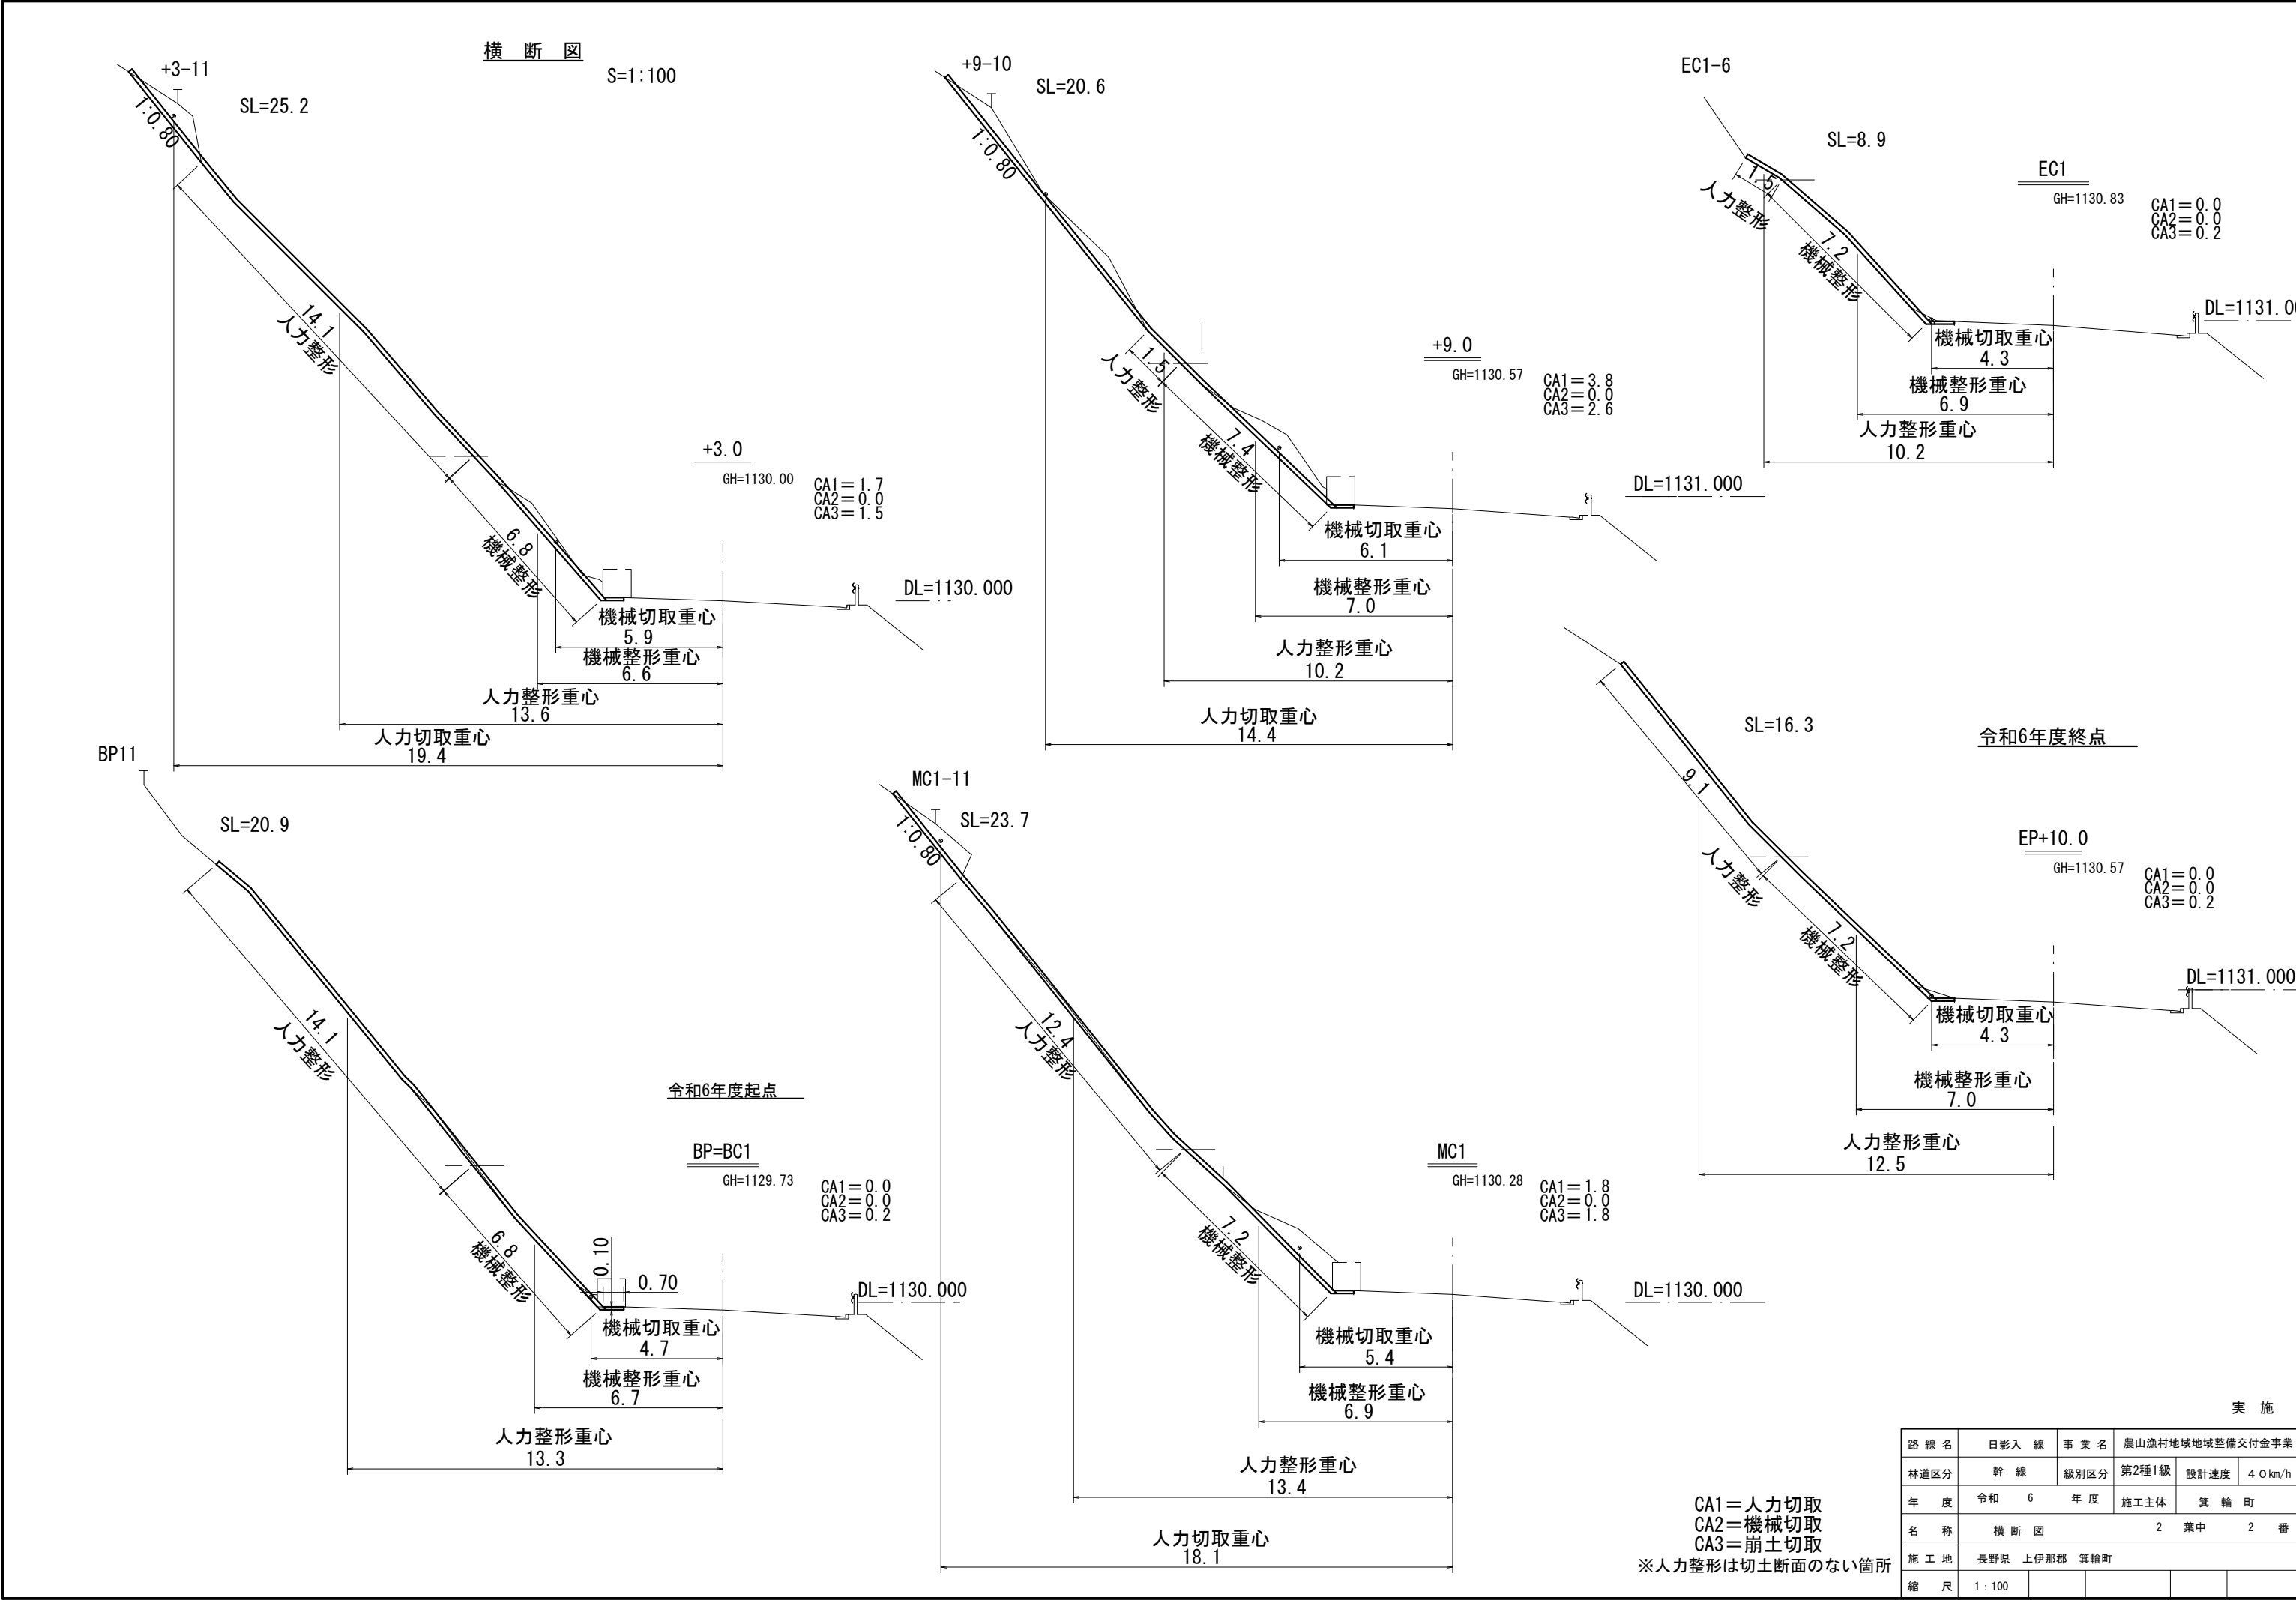 横 断 図
S=1:100
+3-11
SL=25.2
1:0.80
14.1
人力整形
6.8
機械整形
+3.0
GH=1130.00
CA1=1.7
CA2=0.0
CA3=1.5
DL=1130.000
機械切取重心
5.9
機械整形重心
6.6
人力整形重心
13.6
人力切取重心
19.4
+9-10
SL=20.6
1:0.80
1.5
人力整形
7.4
機械整形
+9.0
GH=1130.57
CA1=3.8
CA2=0.0
CA3=2.6
DL=1131.000
機械切取重心
6.1
機械整形重心
7.0
人力整形重心
10.2
人力切取重心
14.4
EC1-6
SL=8.9
1.5
人力整形
7.2
機械整形
EC1
GH=1130.83
CA1=0.0
CA2=0.0
CA3=0.2
DL=1131.00
機械切取重心
4.3
機械整形重心
6.9
人力整形重心
10.2
BP11
SL=20.9
14.1
人力整形
6.8
機械整形
令和6年度起点
BP=BC1
GH=1129.73
CA1=0.0
CA2=0.0
CA3=0.2
0.10
0.70
DL=1130.000
機械切取重心
4.7
機械整形重心
6.7
人力整形重心
13.3
MC1-11
SL=23.7
1:0.80
12.4
人力整形
7.2
機械整形
MC1
GH=1130.28
CA1=1.8
CA2=0.0
CA3=1.8
DL=1130.000
機械切取重心
5.4
機械整形重心
6.9
人力整形重心
13.4
人力切取重心
18.1
SL=16.3
9.1
人力整形
7.2
機械整形
令和6年度終点
EP+10.0
GH=1130.57
CA1=0.0
CA2=0.0
CA3=0.2
DL=1131.000
機械切取重心
4.3
機械整形重心
7.0
人力整形重心
12.5
CA1=人力切取
CA2=機械切取
CA3=崩土切取
※人力整形は切土断面のない箇所
実 施
路 線 名 日影入 線 事 業 名 農山漁村地域地域整備交付金事業
林道区分 幹 線 級別区分 第2種1級 設計速度 40km/h
年 度 令和 6 年 度 施工主体 箕 輪 町
名 称 横 断 図 2 葉中 2 番
施 工 地 長野県 上伊那郡 箕輪町
縮 尺 1:100